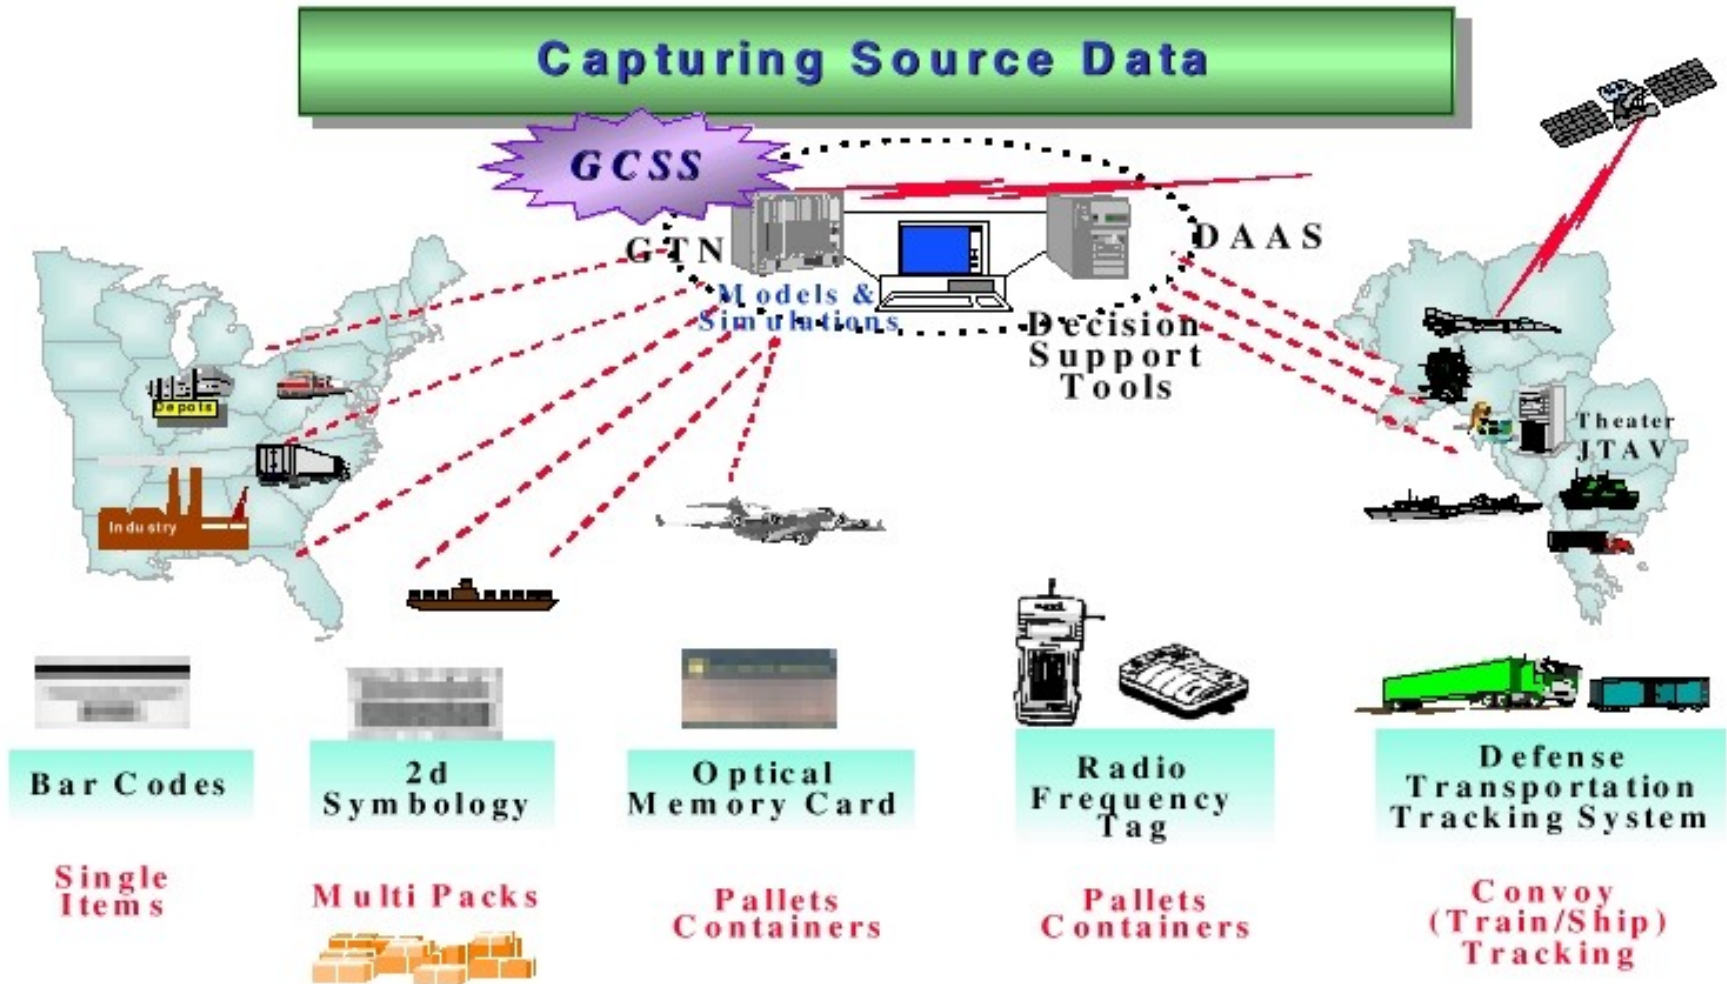 Capturing Source Data
GCSS
GTN
DAAS
Models &
Simulations
Decision
Support
Tools
Depots
Industry
Theater
JTAV
Bar Codes
2d
Symbology
Optical
Memory Card
Radio
Frequency
Tag
Defense
Transportation
Tracking System
Single
Items
Multi Packs
Pallets
Containers
Pallets
Containers
Convoy
(Train/Ship)
Tracking